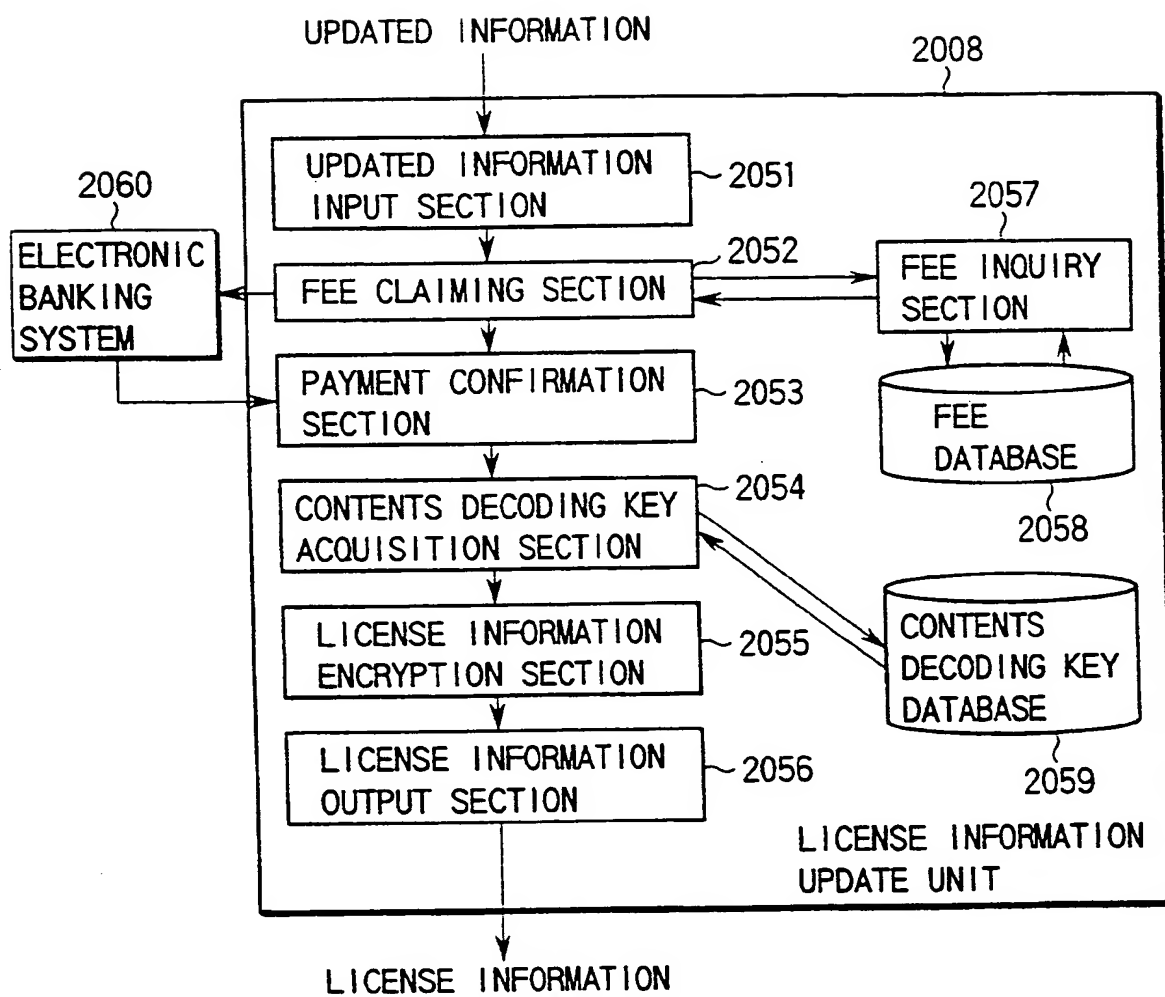 UPDATED INFORMATION
2008
UPDATED INFORMATION
INPUT SECTION
2051
2060
ELECTRONIC
BANKING
SYSTEM
2052
FEE CLAIMING SECTION
2057
FEE INQUIRY
SECTION
PAYMENT CONFIRMATION
SECTION
2053
FEE
DATABASE
2058
CONTENTS DECODING KEY
ACQUISITION SECTION
2054
LICENSE INFORMATION
ENCRYPTION SECTION
2055
CONTENTS
DECODING KEY
DATABASE
2059
LICENSE INFORMATION
OUTPUT SECTION
2056
LICENSE INFORMATION
UPDATE UNIT
LICENSE INFORMATION